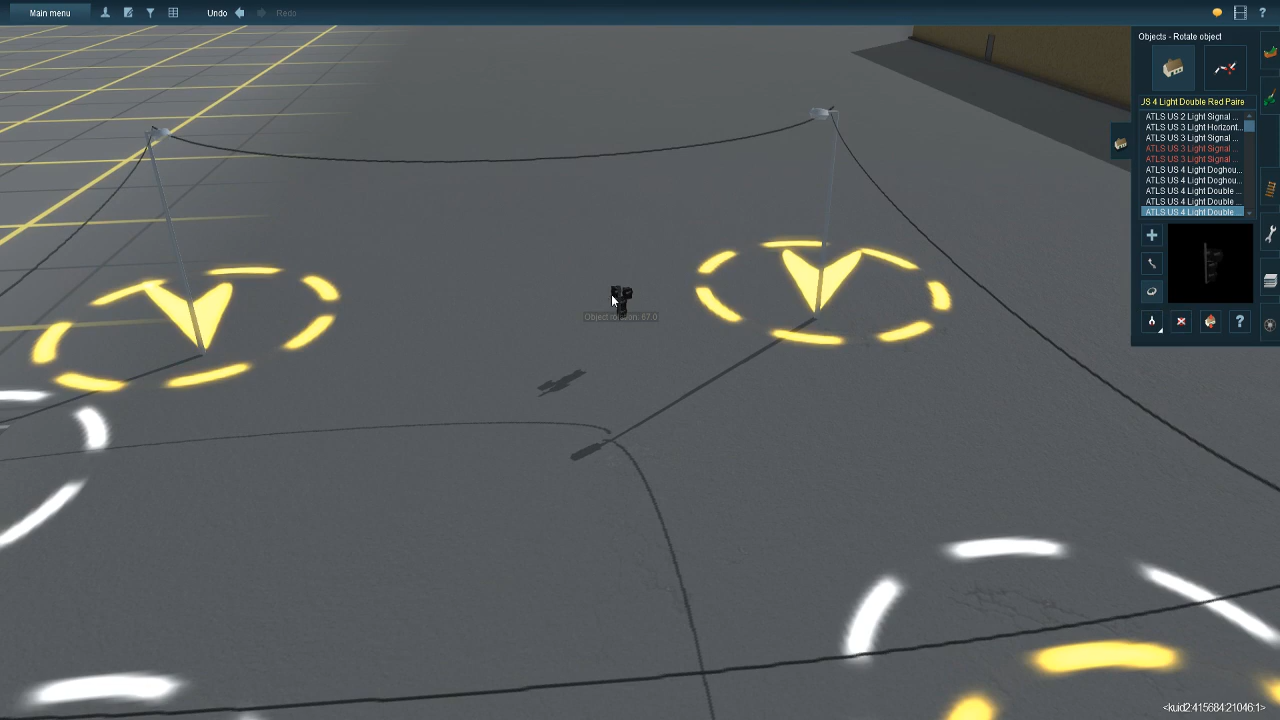 Main menu
Undo
Redo
?
Objects - Rotate object
JS 4 Light Double Red Paire
ATLS US 2 Light Signal ...
ATLS US 3 Light Horizont...
ATLS US 3 Light Signal ...
ATLS US 3 Light Signal ...
ATLS US 3 Light Signal ...
ATLS US 4 Light Doghou...
ATLS US 4 Light Doghou...
ATLS US 4 Light Double ...
ATLS US 4 Light Double ...
ATLS US 4 Light Double ...
?
Object rotation: 67.0
<kuid2:415684:21046:1>